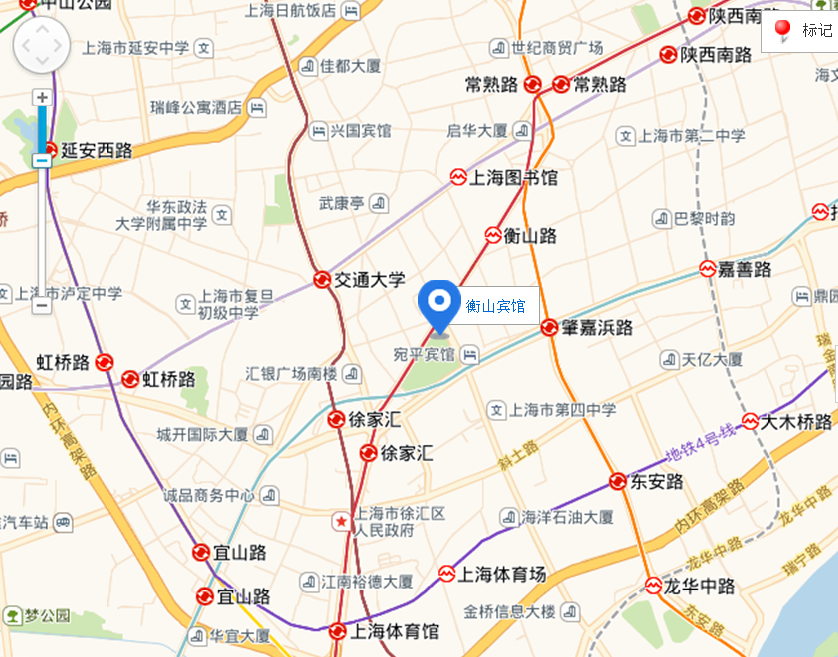 中山公园
上海日航饭店
陕西南路
标记
上海市延安中学
世纪商贸广场
陕西南路
佳都大厦
常熟路
常熟路
瑞峰公寓酒店
兴国宾馆
启华大厦
上海市第二中学
延安西路
上海图书馆
武康亭
华东政法
大学附属中学
巴黎时韵
衡山路
嘉善路
交通大学
上海市泸定中学
上海市复旦
初级中学
衡山宾馆
肇嘉浜路
宛平宾馆
虹桥路
虹桥路
汇银广场南楼
天亿大厦
园路
内环高架路
徐家汇
上海市第四中学
大木桥路
城开国际大厦
徐家汇
斜土路
地铁4号线
东安路
诚品商务中心
内环高架路
龙华中路
汽车站
上海市徐汇区
人民政府
海洋石油大厦
宜山路
龙华中路
瑞宁路
上海体育场
江南裕德大厦
龙华中路
宜山路
梦公园
金桥信息大楼
东安路
华宜大厦
上海体育馆